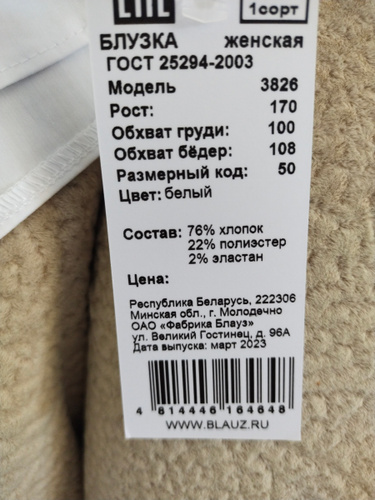 ЕАС
1сорт
БЛУЗКА женская
ГОСТ 25294-2003
Модель 3826
Рост: 170
Обхват груди: 100
Обхват бёдер: 108
Размерный код: 50
Цвет: белый
Состав: 76% хлопок
22% полиэстер
2% эластан
Цена:
Республика Беларусь, 222306
Минская обл., г. Молодечно
ОАО «Фабрика Блауз»
ул. Великий Гостинец, д. 96А
Дата выпуска: март 2023
4 814446 164648
WWW.BLAUZ.RU